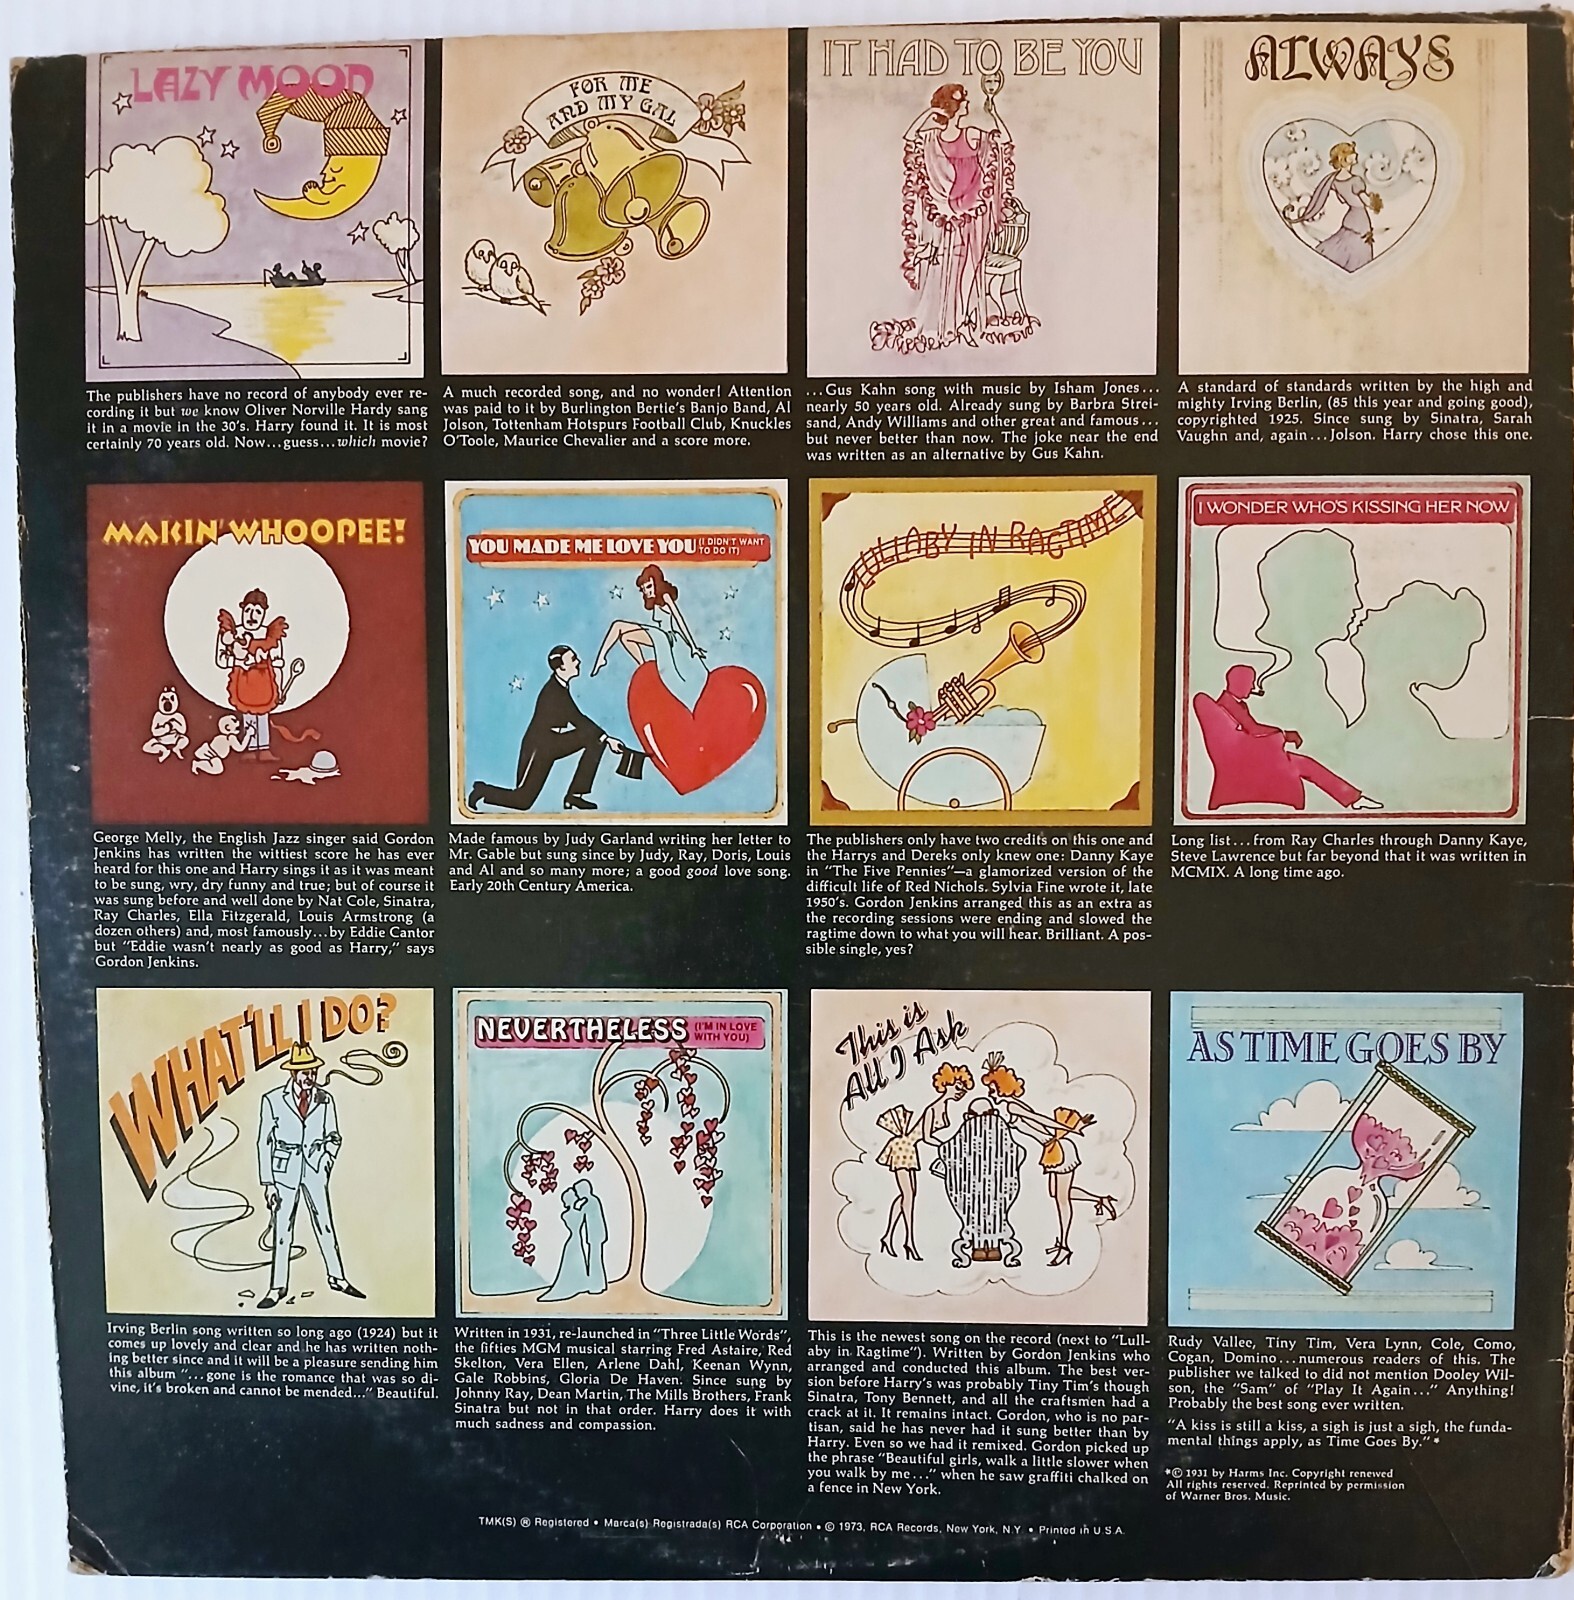 LAZY MOOD
The publishers have no record of anybody ever re-
cording it but we know Oliver Norville Hardy sang
it in a movie in the 30's. Harry found it. It is most
certainly 70 years old. Now...guess...which movie?
FOR ME
AND MY GAL
A much recorded song, and no wonder! Attention
was paid to it by Burlington Bertie's Banjo Band, Al
Jolson, Tottenham Hotspurs Football Club, Knuckles
O'Toole, Maurice Chevalier and a score more.
IT HAD TO BE YOU
...Gus Kahn song with music by Isham Jones...
nearly 50 years old. Already sung by Barbra Strei-
sand, Andy Williams and other great and famous...
but never better than now. The joke near the end
was written as an alternative by Gus Kahn.
ALWAYS
A standard of standards written by the high and
mighty Irving Berlin, (85 this year and going good),
copyrighted 1925. Since sung by Sinatra, Sarah
Vaughn and, again...Jolson. Harry chose this one.
MAKIN' WHOOPEE!
George Melly, the English Jazz singer said Gordon
Jenkins has written the wittiest score he has ever
heard for this one and Harry sings it as it was meant
to be sung, wry, dry funny and true; but of course it
was sung before and well done by Nat Cole, Sinatra,
Ray Charles, Ella Fitzgerald, Louis Armstrong (a
dozen others) and, most famously...by Eddie Cantor
but "Eddie wasn't nearly as good as Harry," says
Gordon Jenkins.
YOU MADE ME LOVE YOU (I DIDN'T WANT
TO DO IT)
Made famous by Judy Garland writing her letter to
Mr. Gable but sung since by Judy, Ray, Doris, Louis
and Al and so many more; a good good love song.
Early 20th Century America.
LULLABY IN RAGTIME
The publishers only have two credits on this one and
the Harrys and Dereks only knew one: Danny Kaye
in "The Five Pennies"—a glamorized version of the
difficult life of Red Nichols. Sylvia Fine wrote it, late
1950's. Gordon Jenkins arranged this as an extra as
the recording sessions were ending and slowed the
ragtime down to what you will hear. Brilliant. A pos-
sible single, yes?
I WONDER WHO'S KISSING HER NOW
Long list...from Ray Charles through Danny Kaye,
Steve Lawrence but far beyond that it was written in
MCMIX. A long time ago.
WHAT'LL I DO?
Irving Berlin song written so long ago (1924) but it
comes up lovely and clear and he has written noth-
ing better since and it will be a pleasure sending him
this album "...gone is the romance that was so di-
vine, it's broken and cannot be mended..." Beautiful.
NEVERTHELESS (I'M IN LOVE
WITH YOU)
Written in 1931, re-launched in "Three Little Words",
the fifties MGM musical starring Fred Astaire, Red
Skelton, Vera Ellen, Arlene Dahl, Keenan Wynn,
Gale Robbins, Gloria De Haven. Since sung by
Johnny Ray, Dean Martin, The Mills Brothers, Frank
Sinatra but not in that order. Harry does it with
much sadness and compassion.
This is
All I Ask
This is the newest song on the record (next to "Lull-
aby in Ragtime"). Written by Gordon Jenkins who
arranged and conducted this album. The best ver-
sion before Harry's was probably Tiny Tim's though
Sinatra, Tony Bennett, and all the craftsmen had a
crack at it. It remains intact. Gordon, who is no par-
tisan, said he has never had it sung better than by
Harry. Even so we had it remixed. Gordon picked up
the phrase "Beautiful girls, walk a little slower when
you walk by me..." when he saw graffiti chalked on
a fence in New York.
AS TIME GOES BY
Rudy Vallee, Tiny Tim, Vera Lynn, Cole, Como,
Cogan, Domino...numerous readers of this. The
publisher we talked to did not mention Dooley Wil-
son, the "Sam" of "Play It Again..." Anything!
Probably the best song ever written.
"A kiss is still a kiss, a sigh is just a sigh, the funda-
mental things apply, as Time Goes By."*
*© 1931 by Harms Inc. Copyright renewed
All rights reserved. Reprinted by permission
of Warner Bros. Music.
TMK(S) ® Registered • Marca(s) Registrada(s) RCA Corporation • © 1973, RCA Records, New York, N.Y. • Printed in U.S.A.